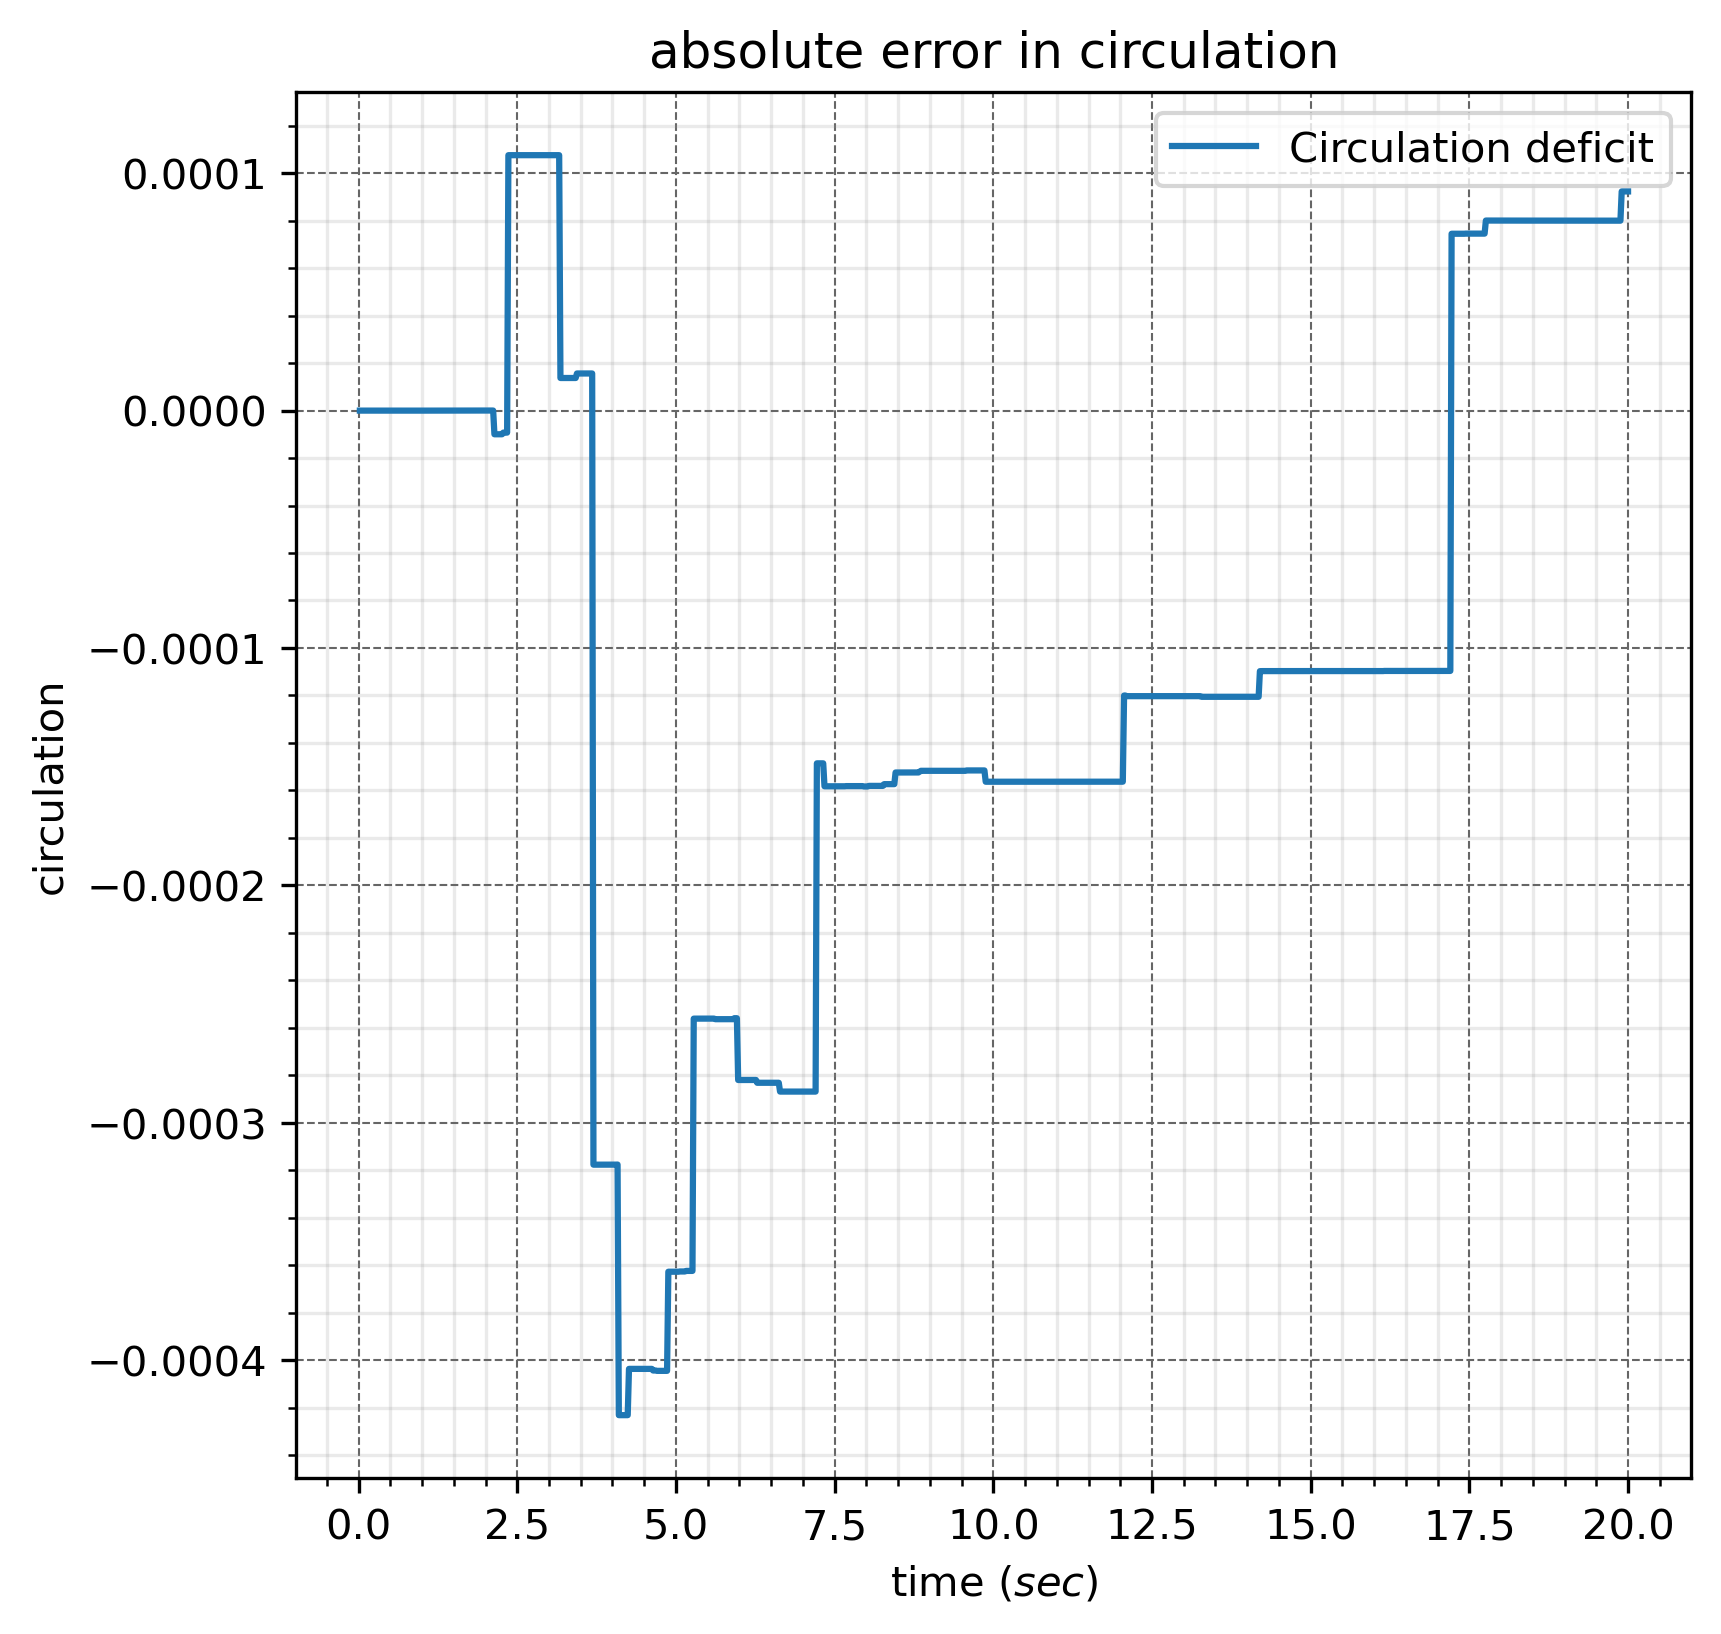 absolute error in circulation
Circulation deficit
0.0001
0.0000
−0.0001
−0.0002
−0.0003
−0.0004
circulation
0.0 2.5 5.0 7.5 10.0 12.5 15.0 17.5 20.0
time (sec)